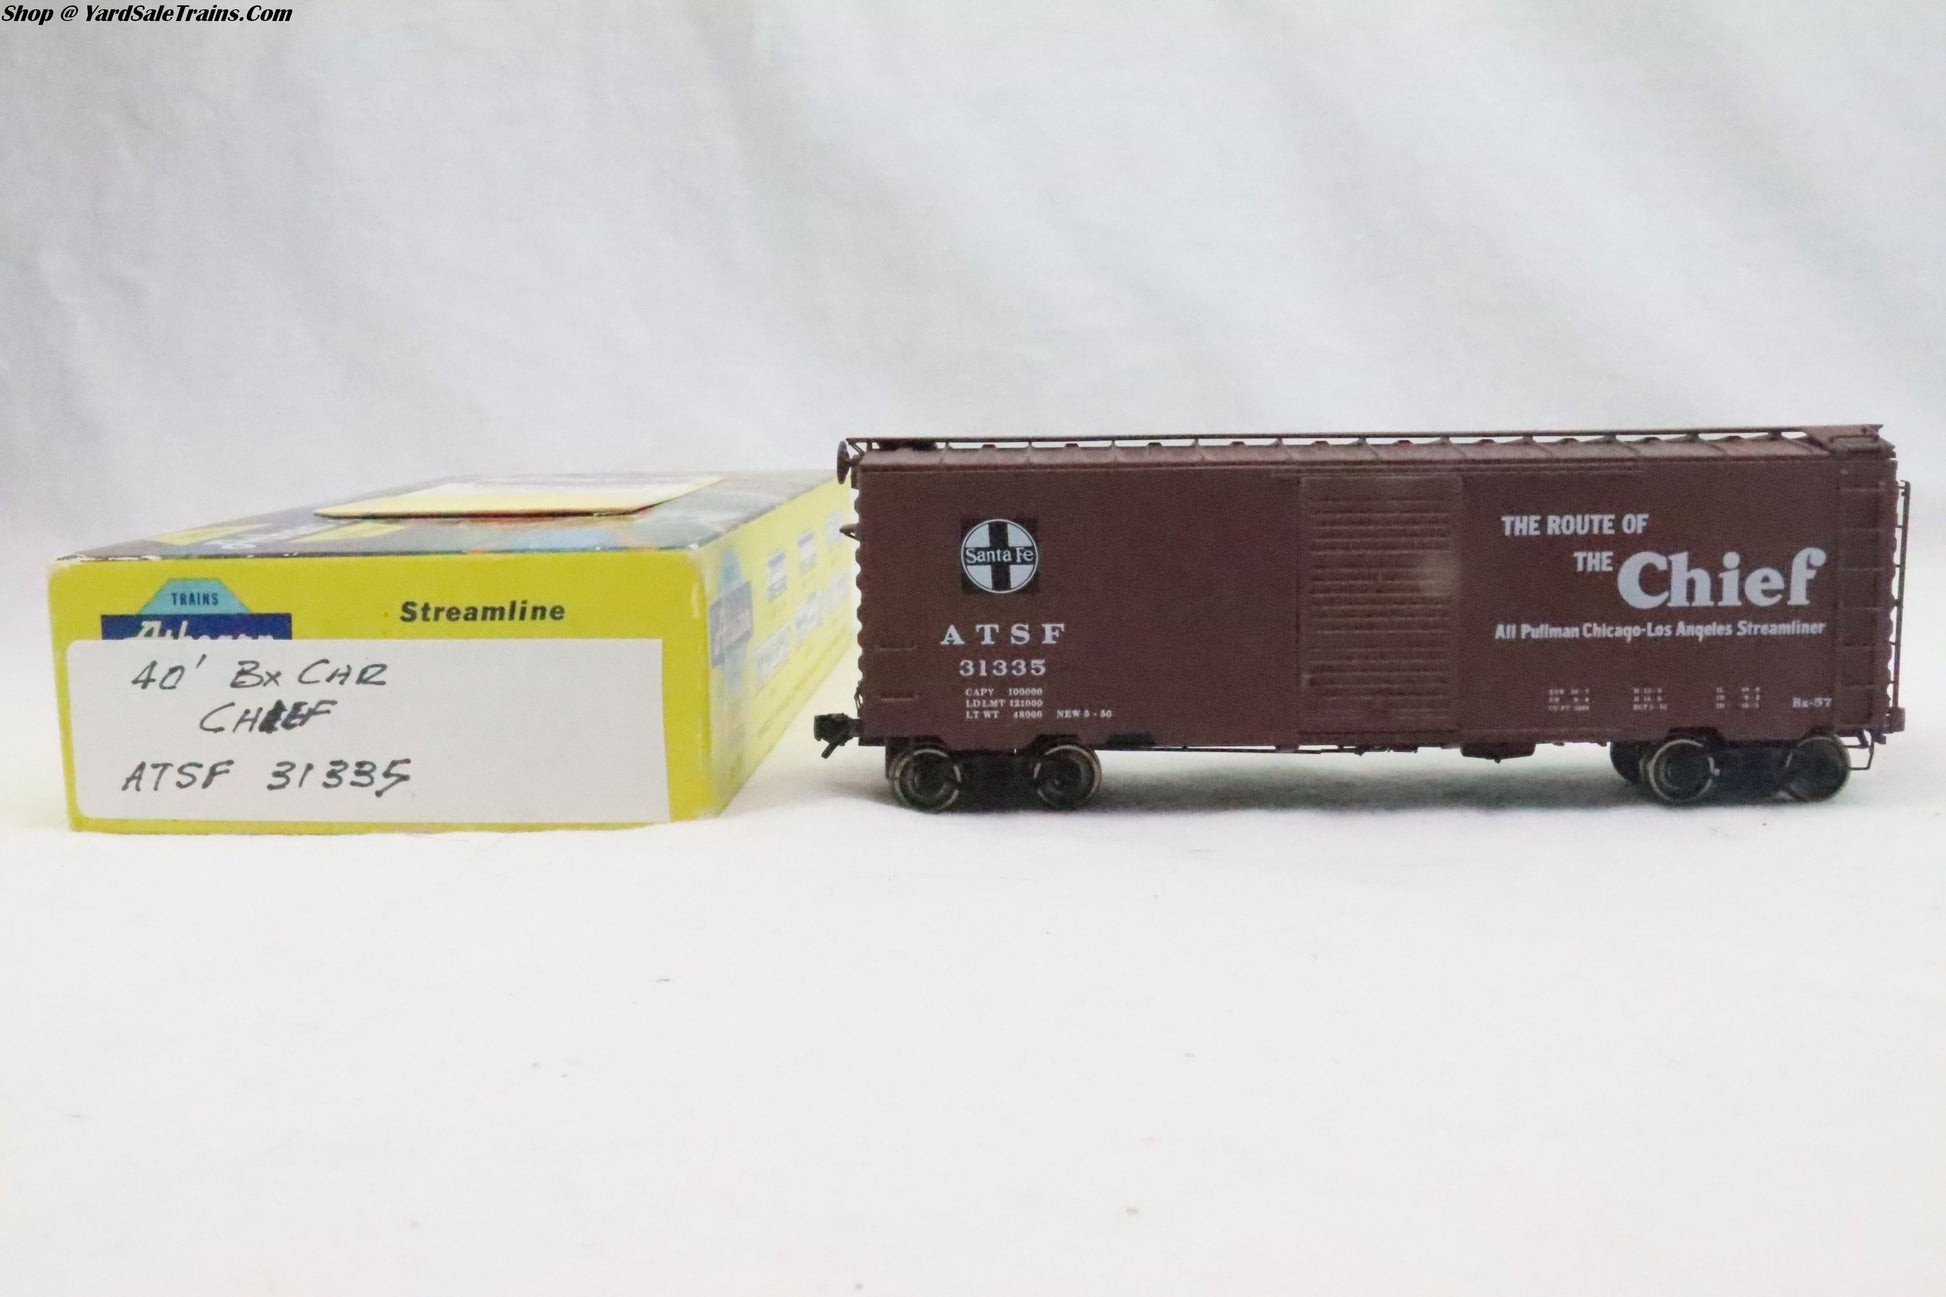 Shop @ YardSaleTrains.Com
TRAINS
Athearn
Streamline
40' Bx CAR
CHIEF
ATSF 31335
Santa Fe
ATSF
31335
CAPY 100000
LD LMT 121000
LT WT 48000 NEW 5-50
THE ROUTE OF
THE Chief
All Pullman Chicago-Los Angeles Streamliner
Bx-57